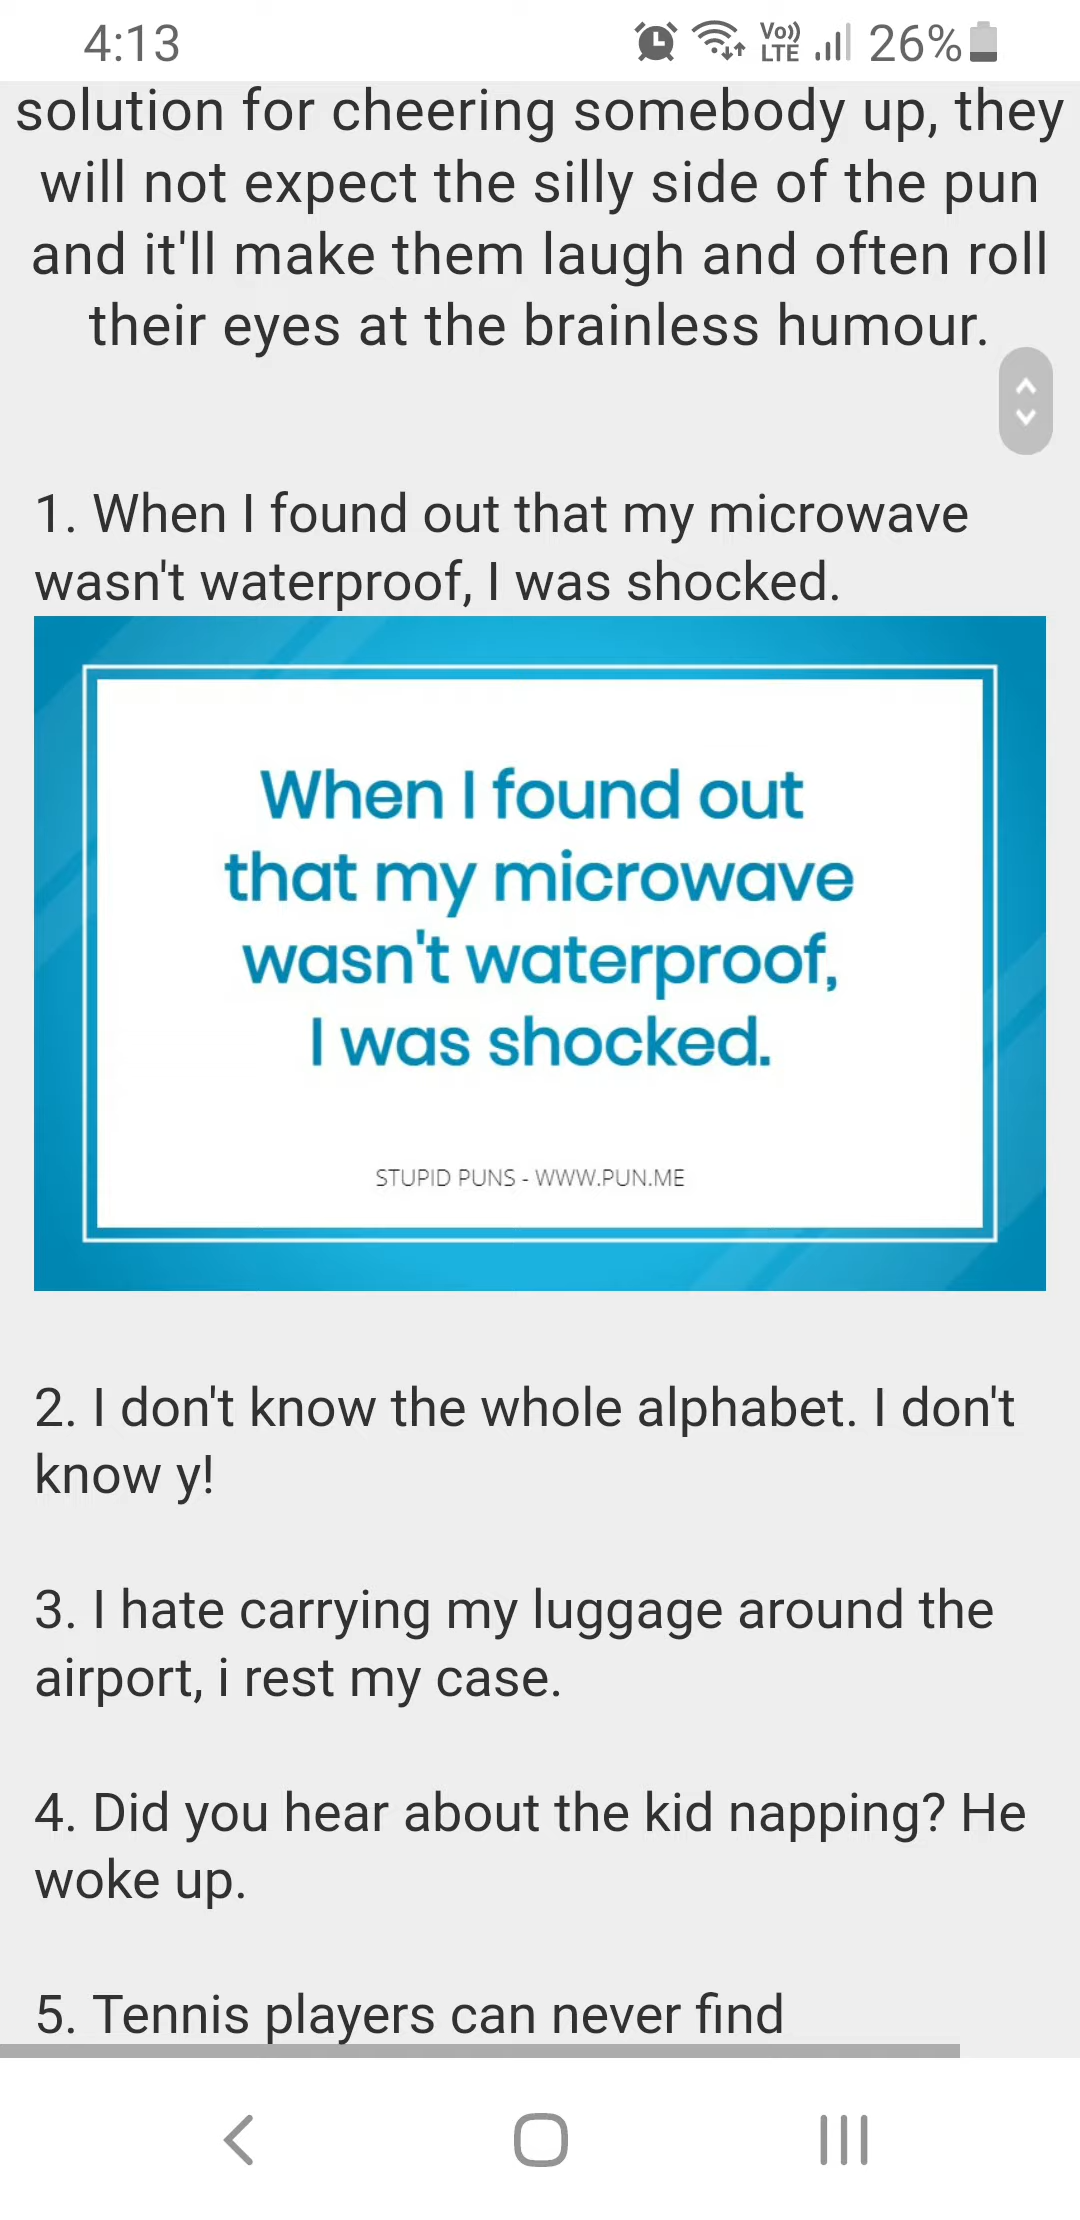 4:13 Vo)) LTE 26%
solution for cheering somebody up, they
will not expect the silly side of the pun
and it'll make them laugh and often roll
their eyes at the brainless humour.
1. When I found out that my microwave
wasn't waterproof, I was shocked.
When I found out
that my microwave
wasn't waterproof,
I was shocked.
STUPID PUNS - WWW.PUN.ME
2. I don't know the whole alphabet. I don't
know y!
3. I hate carrying my luggage around the
airport, i rest my case.
4. Did you hear about the kid napping? He
woke up.
5. Tennis players can never find